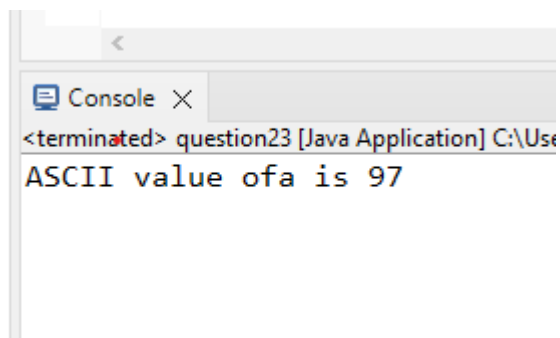 Console
<terminated> question23 [Java Application] C:\Use
ASCII value ofa is 97